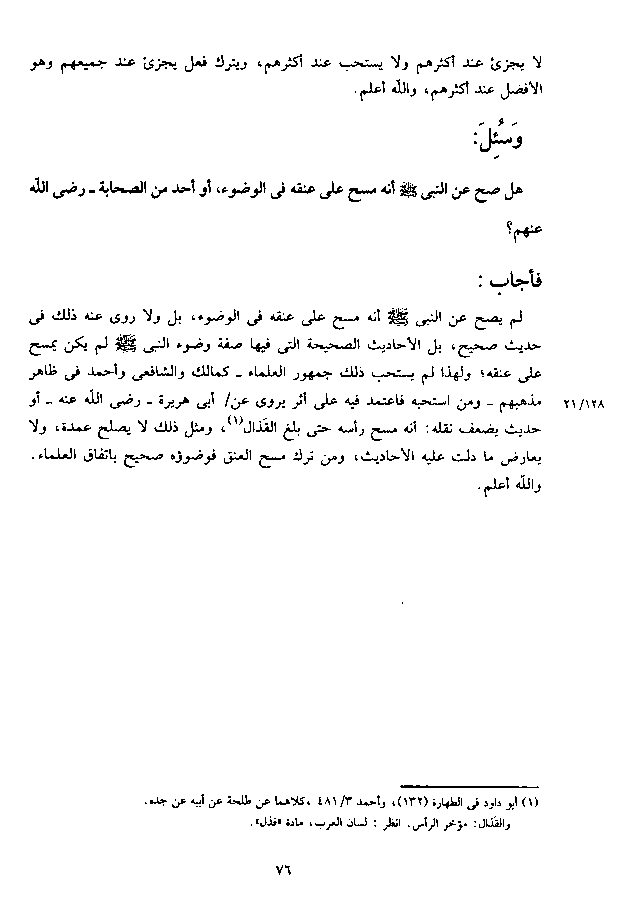 لا يجزئ عند أكثرهم ولا يستحب عند أكثرهم، ويترك فعل يجزئ عند جميعهم وهو
الأفضل عند أكثرهم، والله أعلم.
وَسُئِلَ:
هل صح عن النبى ﷺ أنه مسح على عنقه فى الوضوء، أو أحد من الصحابة ـ رضى الله
عنهم؟
فأجاب :
لم يصح عن النبى ﷺ أنه مسح على عنقه فى الوضوء، بل ولا روى عنه ذلك فى
حديث صحيح، بل الأحاديث الصحيحة التى فيها صفة وضوء النبى ﷺ لم يكن يمسح
على عنقه؛ ولهذا لم يستحب ذلك جمهور العلماء ـ كمالك والشافعى وأحمد فى ظاهر
مذهبهم ـ ومن استحبه فاعتمد فيه على أثر يروى عن/ أبى هريرة ـ رضى الله عنه ـ أو
٢١/١٢٨
حديث يضعف نقله: أنه مسح رأسه حتى بلغ القَذَال(١)، ومثل ذلك لا يصلح عمدة، ولا
يعارض ما دلت عليه الأحاديث، ومن ترك مسح العنق فوضوؤه صحيح باتفاق العلماء.
والله أعلم.
(١) أبو داود فى الطهارة (١٣٢)، وأحمد ٤٨١/٣ ،كلاهما عن طلحة عن أبيه عن جده.
والقَذَال: مؤخر الرأس. انظر : لسان العرب، مادة «قذل».
٧٦